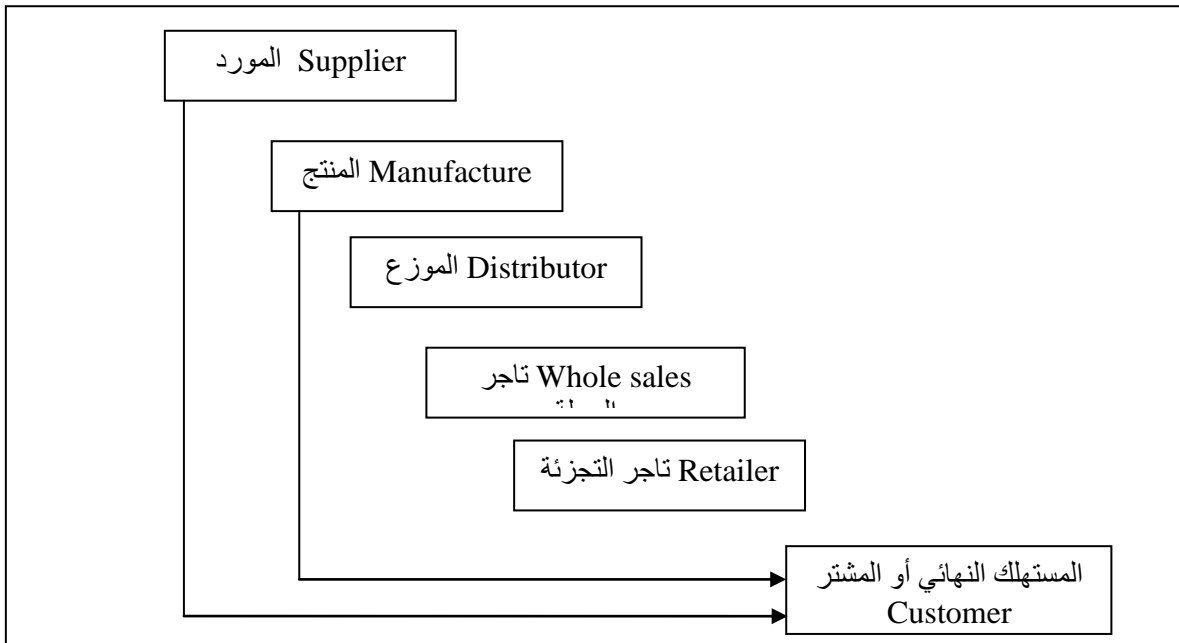 المورد Supplier
المنتج Manufacture
الموزع Distributor
تاجر Whole sales
تاجر التجزئة Retailer
المستهلك النهائي أو المشتر
Customer